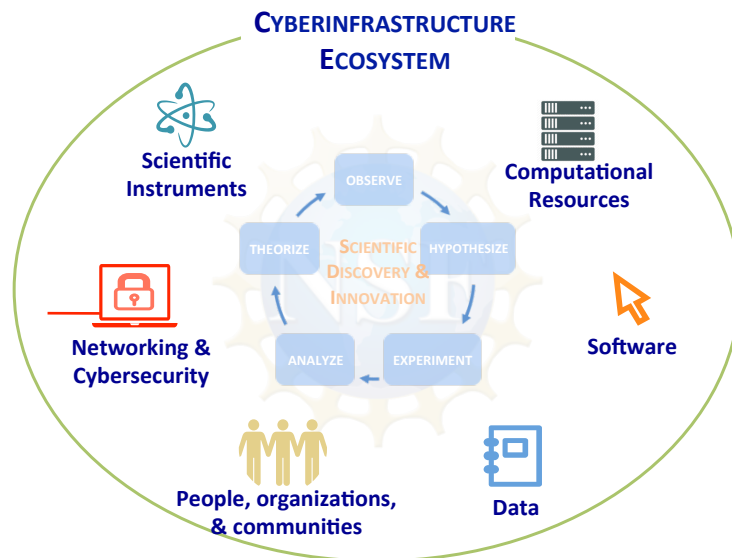 CYBERINFRASTRUCTURE
ECOSYSTEM
Scientific
Instruments
Computational
Resources
OBSERVE
THEORIZE
SCIENTIFIC
DISCOVERY &
INNOVATION
HYPOTHESIZE
NSF
Networking &
Cybersecurity
Software
ANALYZE
EXPERIMENT
People, organizations,
& communities
Data